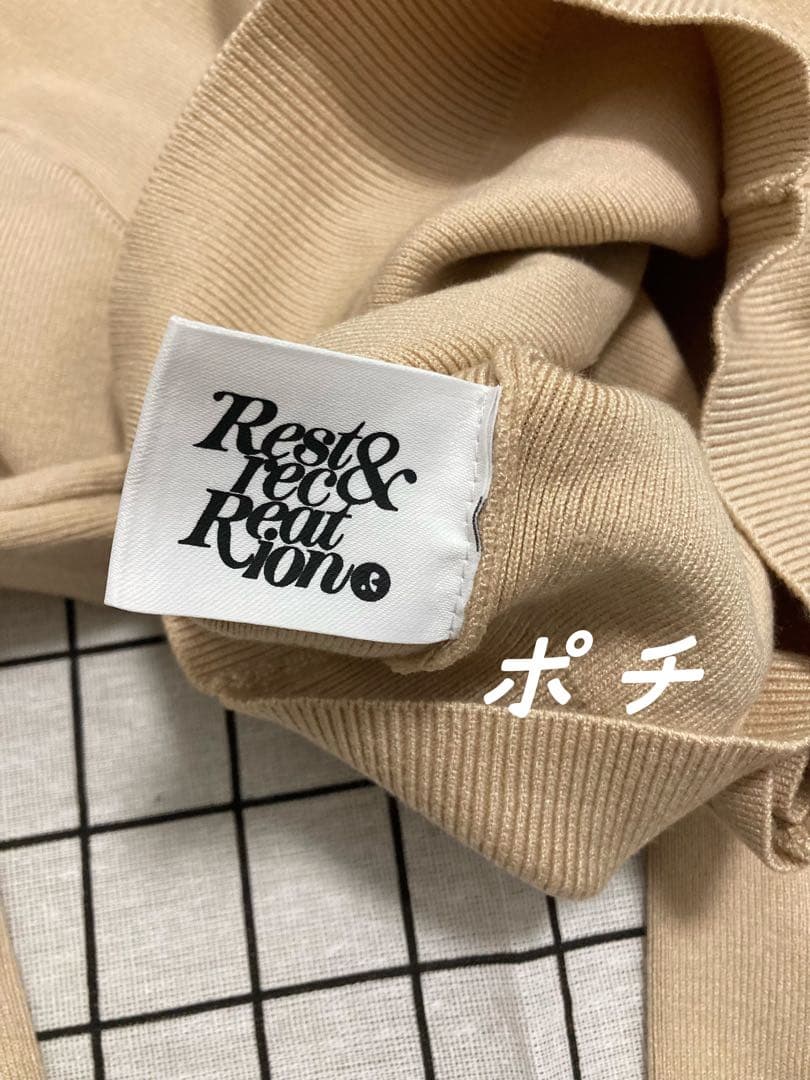 Rest&
rec
Reat
Rion
ポチ